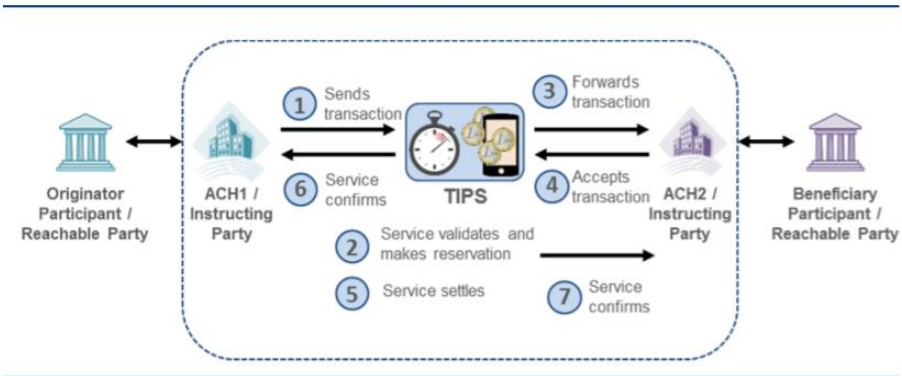 1
Sends
transaction
3
Forwards
transaction
6
Service
confirms
4
Accepts
transaction
Originator
Participant /
Reachable Party
ACH1 /
Instructing
Party
TIPS
ACH2 /
Instructing
Party
Beneficiary
Participant /
Reachable Party
2
Service validates and
makes reservation
5
Service settles
7
Service
confirms